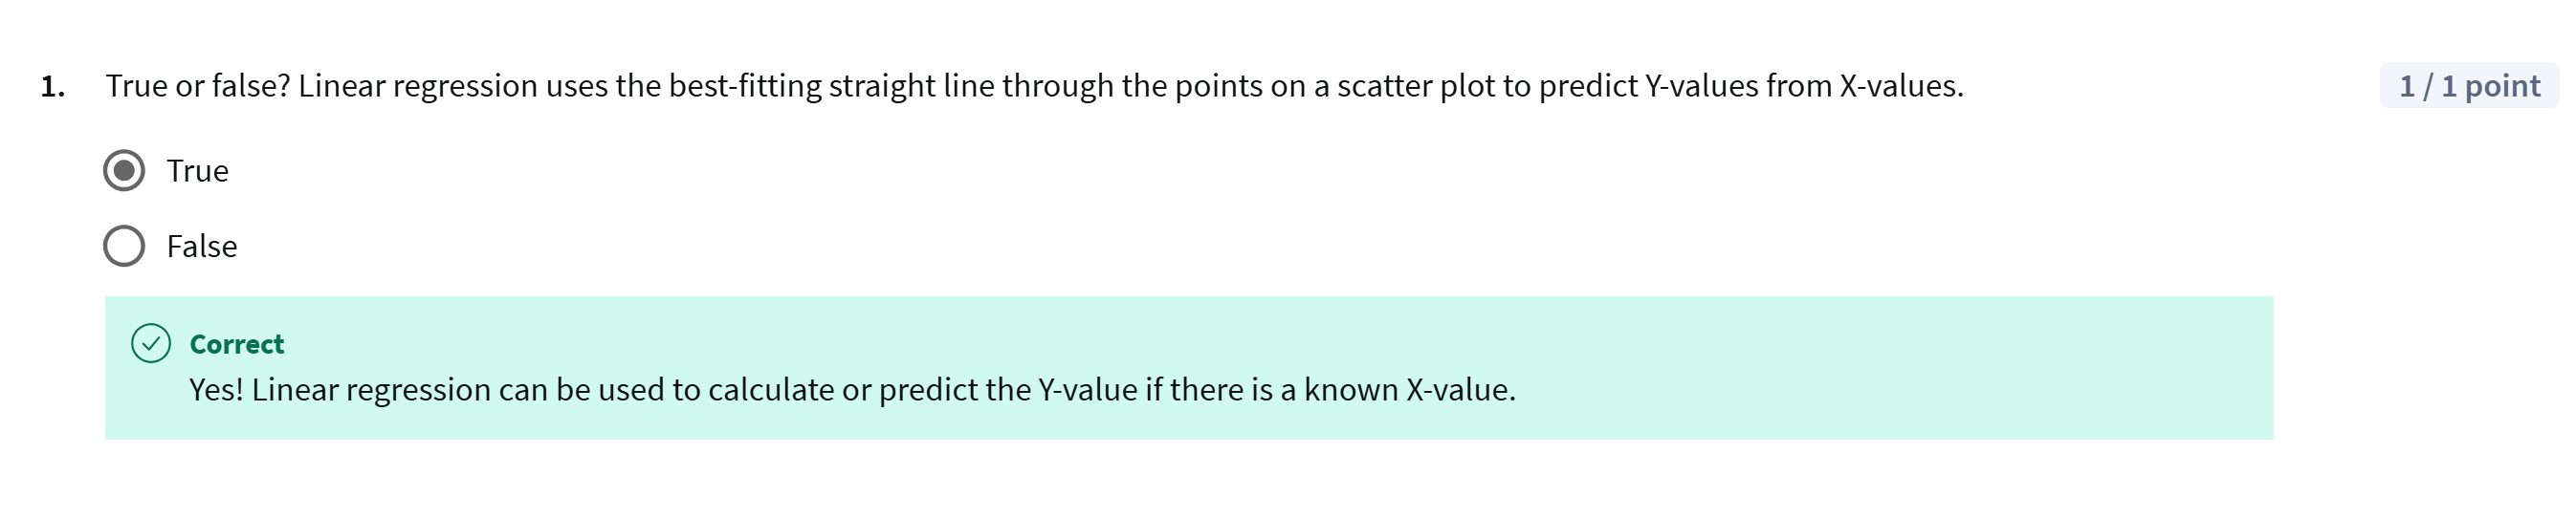 1. True or false? Linear regression uses the best-fitting straight line through the points on a scatter plot to predict Y-values from X-values.
1 / 1 point
True
False
Correct
Yes! Linear regression can be used to calculate or predict the Y-value if there is a known X-value.